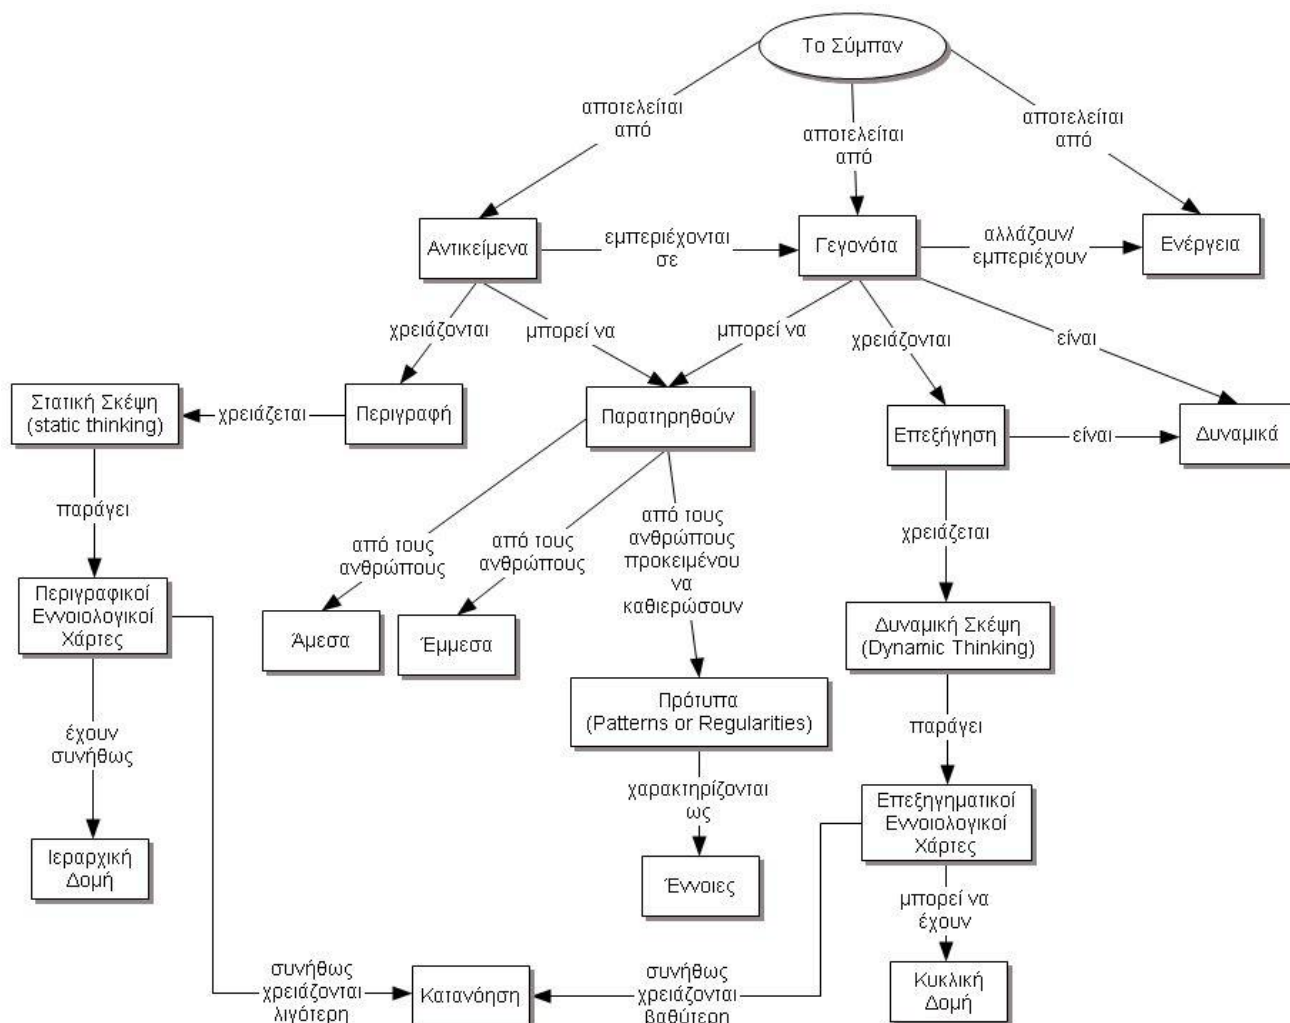 Το Σύμπαν
αποτελείται
από
αποτελείται
από
αποτελείται
από
Αντικείμενα
εμπεριέχονται
σε
Γεγονότα
αλλάζουν/
εμπεριέχουν
Ενέργεια
χρειάζονται
μπορεί να
μπορεί να
χρειάζονται
είναι
Στατική Σκέψη
(static thinking)
χρειάζεται
Περιγραφή
Παρατηρηθούν
Επεξήγηση
είναι
Δυναμικά
παράγει
από τους
ανθρώπους
από τους
ανθρώπους
από τους
ανθρώπους
προκειμένου
να
καθιερώσουν
χρειάζεται
Περιγραφικοί
Εννοιολογικοί
Χάρτες
Άμεσα
Έμμεσα
Δυναμική Σκέψη
(Dynamic Thinking)
έχουν
συνήθως
Πρότυπα
(Patterns or Regularities)
παράγει
χαρακτηρίζονται
ως
Επεξηγηματικοί
Εννοιολογικοί
Χάρτες
Ιεραρχική
Δομή
Έννοιες
μπορεί να
έχουν
συνήθως
χρειάζονται
λιγότερη
Κατανόηση
συνήθως
χρειάζονται
βαθύτερη
Κυκλική
Δομή